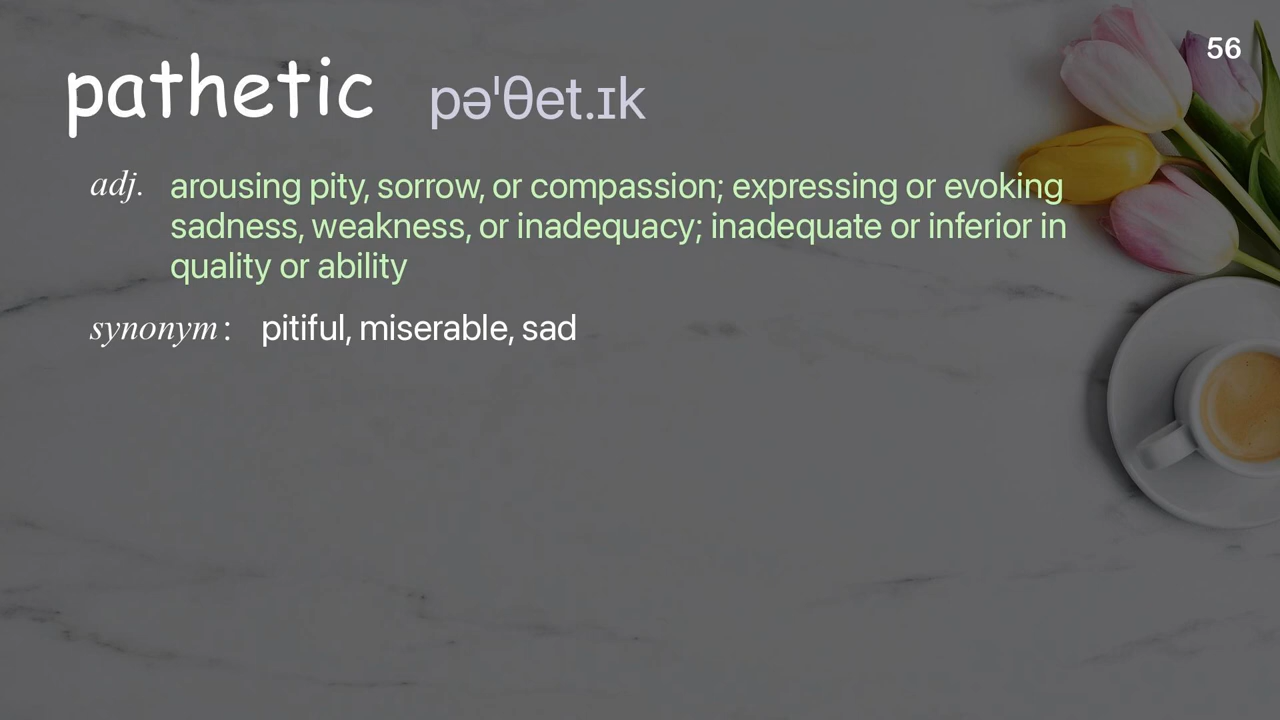 56
pathetic pə'θet.ɪk
adj. arousing pity, sorrow, or compassion; expressing or evoking
sadness, weakness, or inadequacy; inadequate or inferior in
quality or ability
synonym: pitiful, miserable, sad